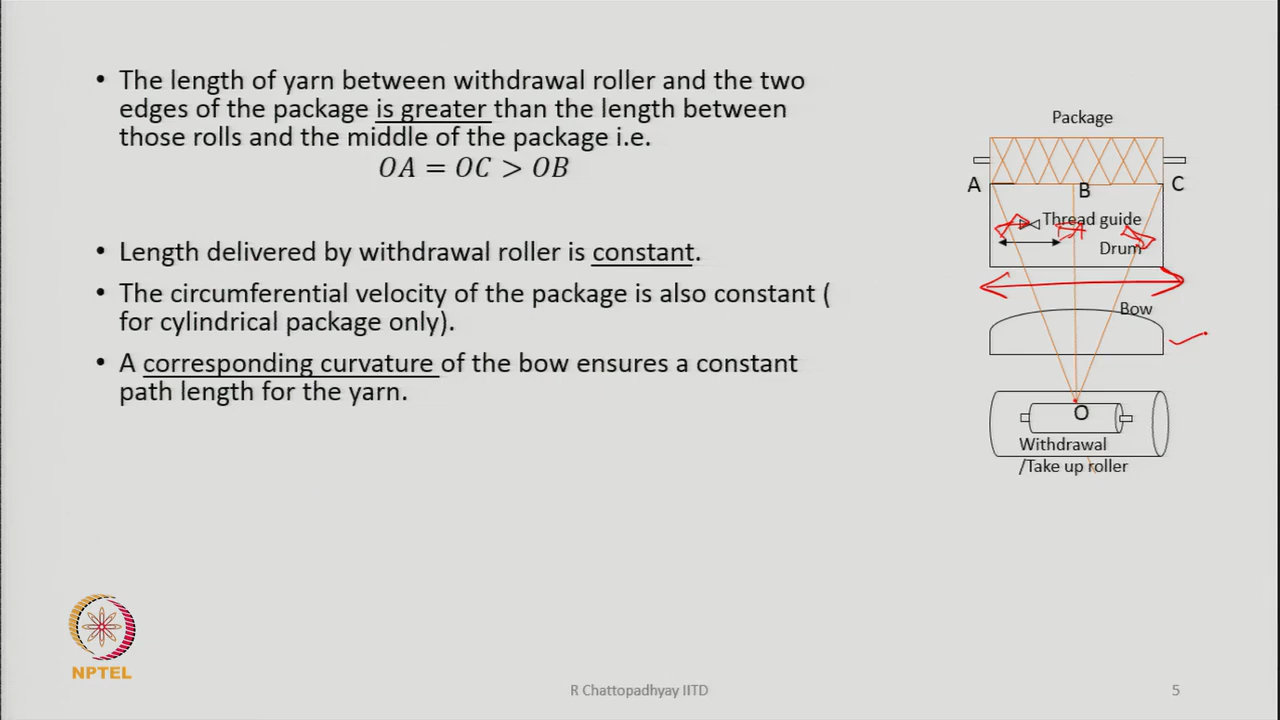 • The length of yarn between withdrawal roller and the two
edges of the package is greater than the length between
those rolls and the middle of the package i.e.
OA = OC > OB
• Length delivered by withdrawal roller is constant.
• The circumferential velocity of the package is also constant (
for cylindrical package only).
• A corresponding curvature of the bow ensures a constant
path length for the yarn.
Package
A
B
C
Thread guide
Drum
Bow
O
Withdrawal
/Take up roller
NPTEL
R Chattopadhyay IITD
5